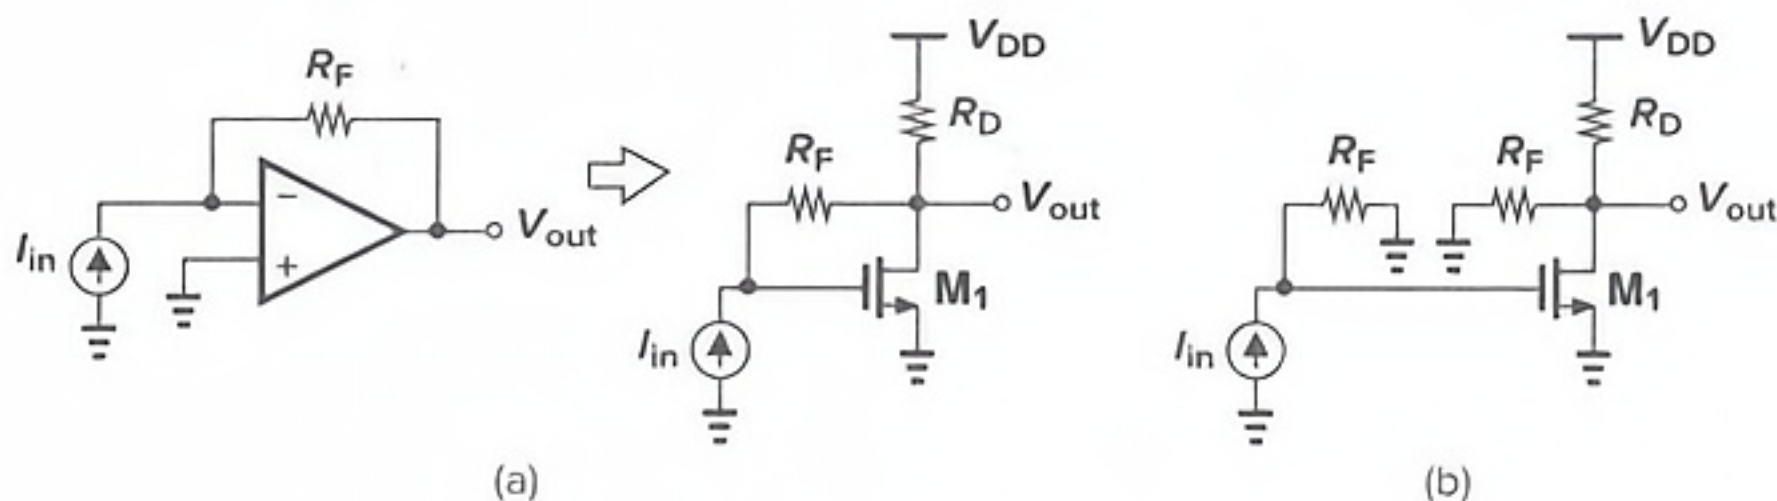 R_F
−
+
I_in
V_out
V_DD
R_D
R_F
V_out
M_1
I_in
(a)
V_DD
R_D
R_F
R_F
V_out
M_1
I_in
(b)